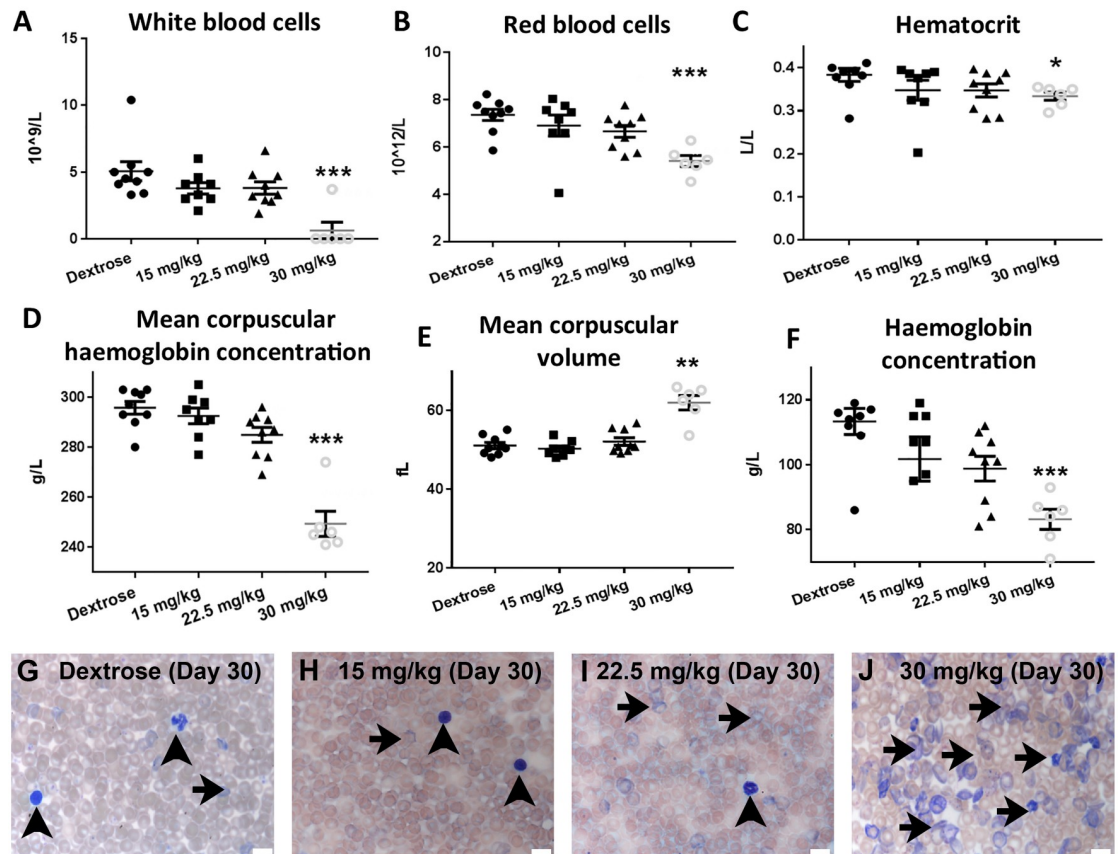 A White blood cells
15
10
5
0
10^9/L
***
Dextrose
15 mg/kg
22.5 mg/kg
30 mg/kg
B Red blood cells
10
8
6
4
2
10^12/L
***
Dextrose
15 mg/kg
22.5 mg/kg
30 mg/kg
C Hematocrit
0.4
0.3
0.2
0.1
0.0
L/L
*
Dextrose
15 mg/kg
22.5 mg/kg
30 mg/kg
D Mean corpuscular
haemoglobin concentration
300
280
260
240
g/L
***
Dextrose
15 mg/kg
22.5 mg/kg
30 mg/kg
E Mean corpuscular
volume
60
40
20
fL
**
Dextrose
15 mg/kg
22.5 mg/kg
30 mg/kg
F Haemoglobin
concentration
120
100
80
g/L
***
Dextrose
15 mg/kg
22.5 mg/kg
30 mg/kg
G Dextrose (Day 30)
H 15 mg/kg (Day 30)
I 22.5 mg/kg (Day 30)
J 30 mg/kg (Day 30)